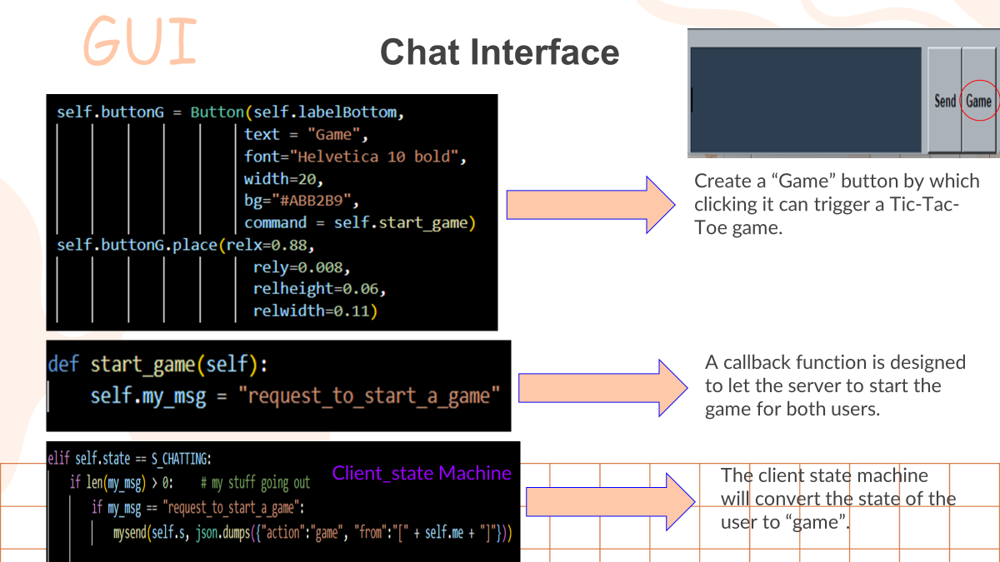 GUI
Chat Interface
self.buttonG = Button(self.labelBottom,
text = "Game",
font="Helvetica 10 bold",
width=20,
bg="#ABB2B9",
command = self.start_game)
self.buttonG.place(relx=0.88,
rely=0.008,
relheight=0.06,
relwidth=0.11)
Send
Game
Create a “Game” button by which
clicking it can trigger a Tic-Tac-
Toe game.
def start_game(self):
self.my_msg = "request_to_start_a_game"
A callback function is designed
to let the server to start the
game for both users.
elif self.state == S_CHATTING:
if len(my_msg) > 0: # my stuff going out
if my_msg == "request_to_start_a_game":
mysend(self.s, json.dumps({"action":"game", "from":"[" + self.me + "]"}))
Client_state Machine
The client state machine
will convert the state of the
user to “game”.